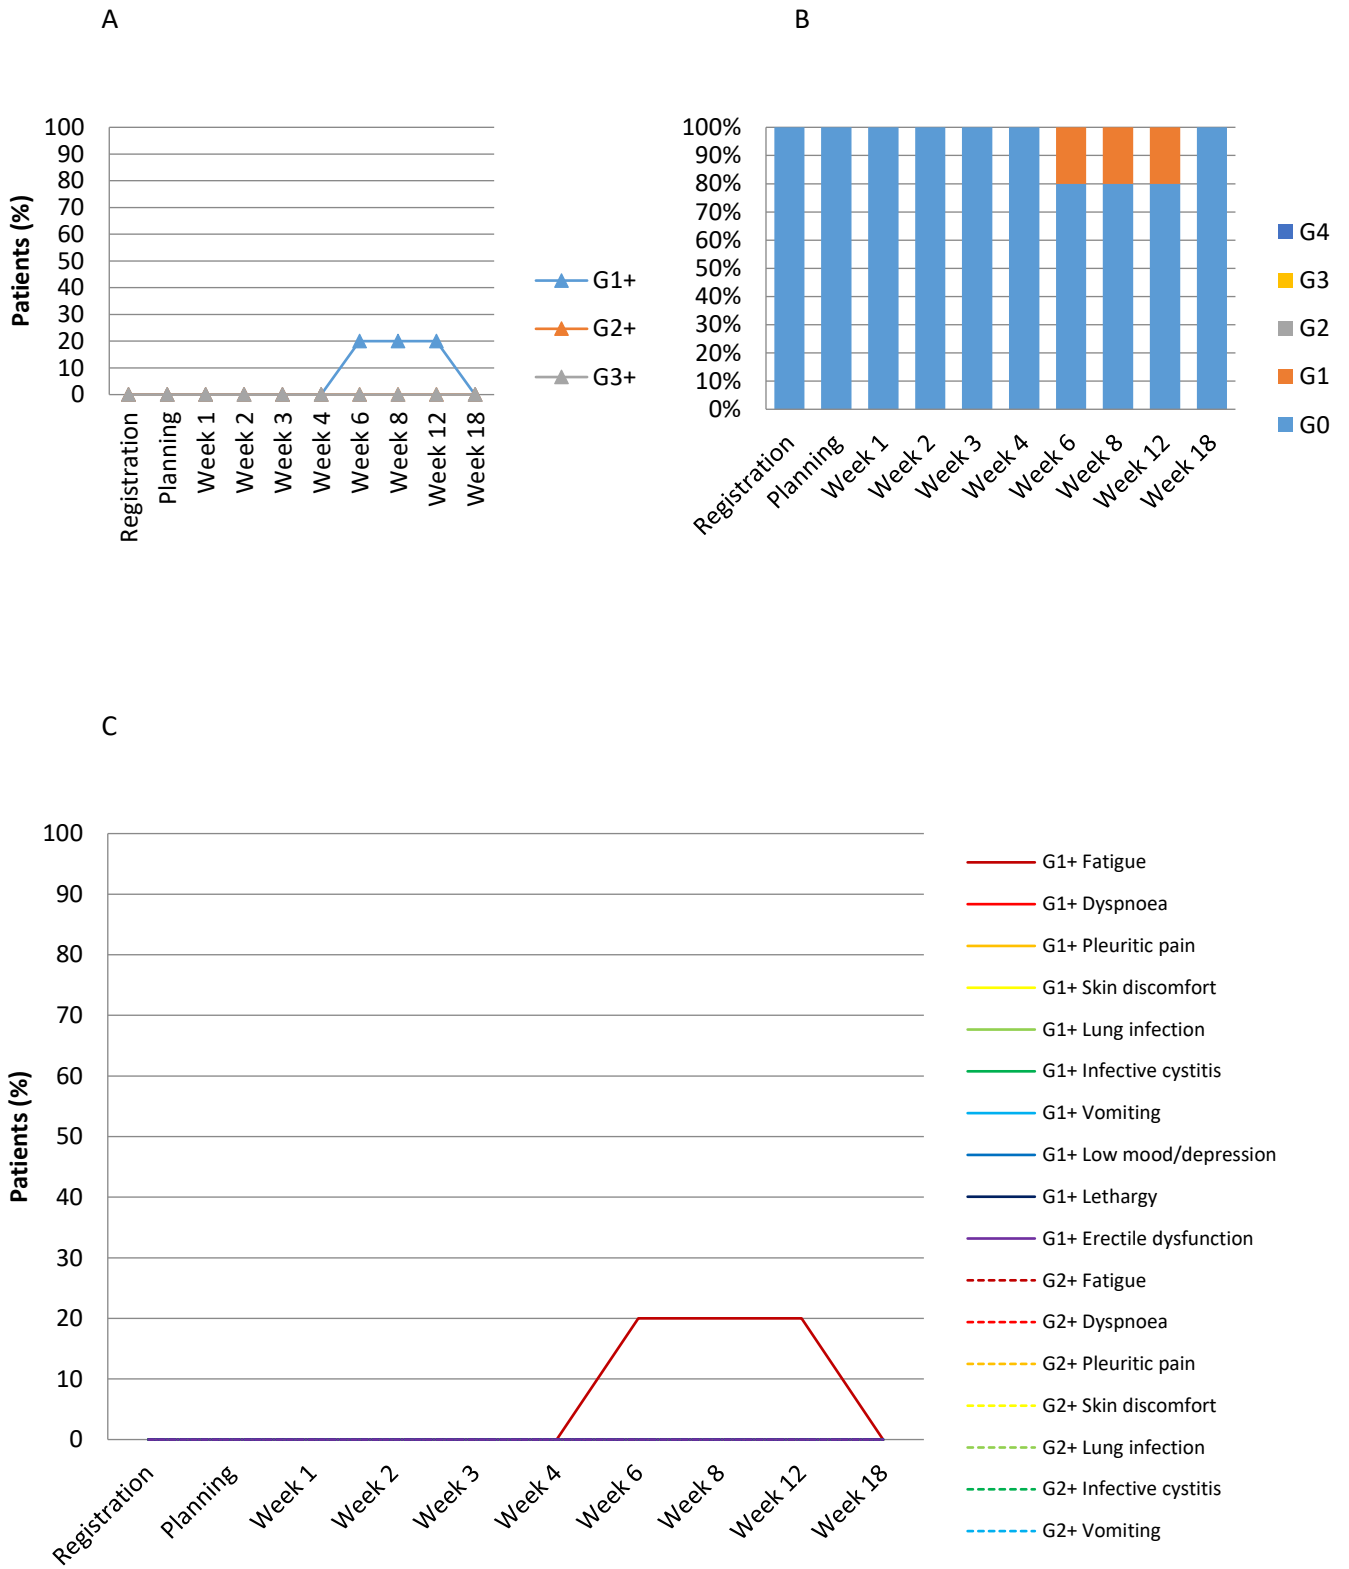 A
B
100
90
80
70
60
50
40
30
20
10
0
Patients (%)
Registration
Planning
Week 1
Week 2
Week 3
Week 4
Week 6
Week 8
Week 12
Week 18
G1+
G2+
G3+
100%
90%
80%
70%
60%
50%
40%
30%
20%
10%
0%
Registration
Planning
Week 1
Week 2
Week 3
Week 4
Week 6
Week 8
Week 12
Week 18
G4
G3
G2
G1
G0
C
100
90
80
70
60
50
40
30
20
10
0
Patients (%)
Registration
Planning
Week 1
Week 2
Week 3
Week 4
Week 6
Week 8
Week 12
Week 18
G1+ Fatigue
G1+ Dyspnoea
G1+ Pleuritic pain
G1+ Skin discomfort
G1+ Lung infection
G1+ Infective cystitis
G1+ Vomiting
G1+ Low mood/depression
G1+ Lethargy
G1+ Erectile dysfunction
G2+ Fatigue
G2+ Dyspnoea
G2+ Pleuritic pain
G2+ Skin discomfort
G2+ Lung infection
G2+ Infective cystitis
G2+ Vomiting